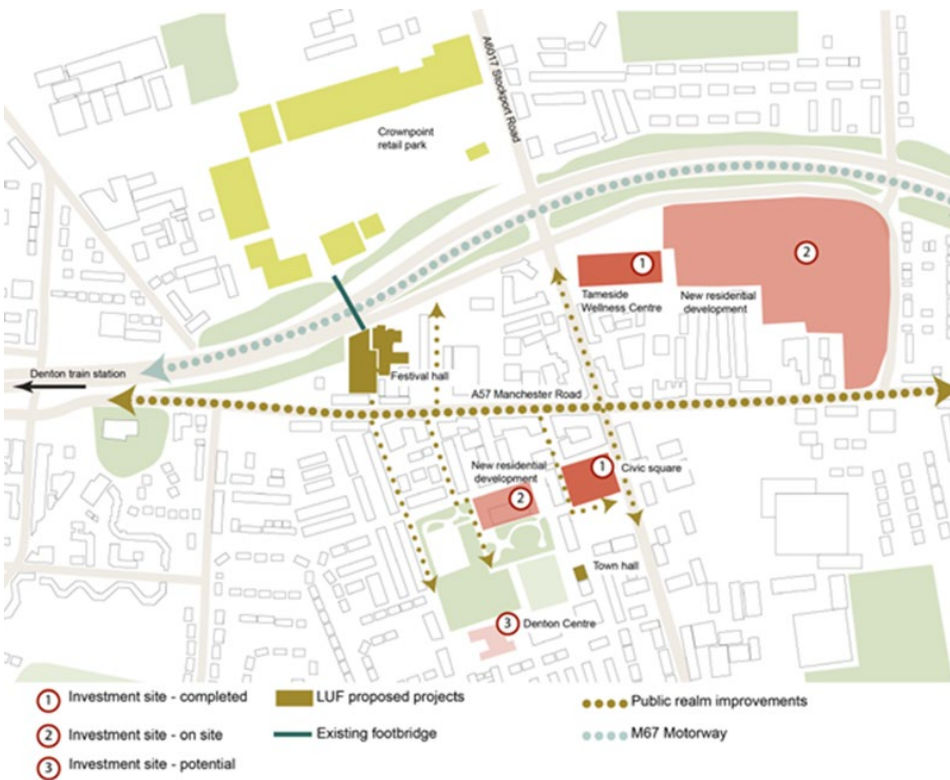 A6017 Stockport Road
Crownpoint
retail park
1
2
Tameside
Wellness Centre
New residential
development
Denton train station
Festival hall
A57 Manchester Road
New residential
development
1
Civic square
2
Town hall
3
Denton Centre
1 Investment site - completed
LUF proposed projects
Public realm improvements
2 Investment site - on site
Existing footbridge
M67 Motorway
3 Investment site - potential